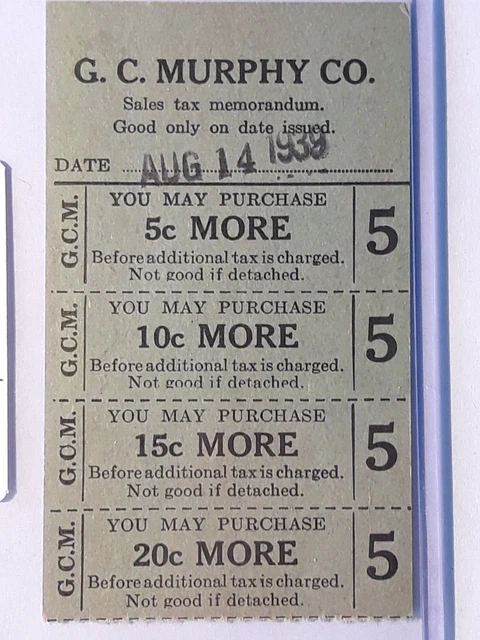 G. C. MURPHY CO.
Sales tax memorandum.
Good only on date issued.
DATE AUG 14 1939
G.C.M.
YOU MAY PURCHASE
5c MORE
Before additional tax is charged.
Not good if detached.
5
G.C.M.
YOU MAY PURCHASE
10c MORE
Before additional tax is charged.
Not good if detached.
5
G.C.M.
YOU MAY PURCHASE
15c MORE
Before additional tax is charged.
Not good if detached.
5
G.C.M.
YOU MAY PURCHASE
20c MORE
Before additional tax is charged.
Not good if detached.
5